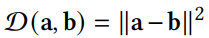 𝒟(𝐚, 𝐛) = ‖𝐚 − 𝐛‖²